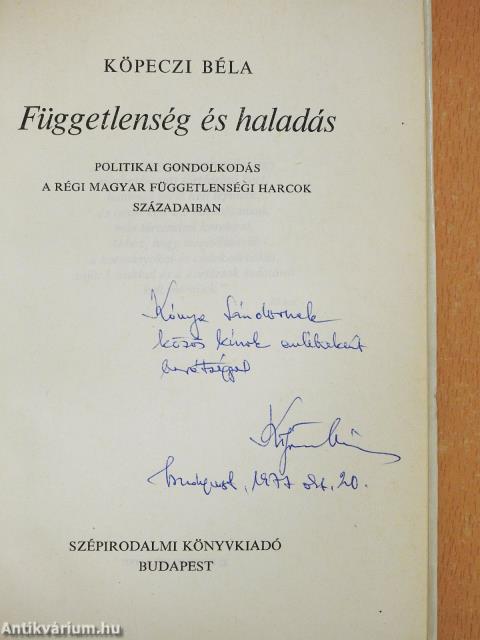 KÖPECZI BÉLA
Függetlenség és haladás
POLITIKAI GONDOLKODÁS
A RÉGI MAGYAR FÜGGETLENSÉGI HARCOK
SZÁZADAIBAN
Kónya Sándornak
közös kínok emlékeként
barátsággal
Budapest, 1977 okt. 20.
SZÉPIRODALMI KÖNYVKIADÓ
BUDAPEST
Antikvárium.hu